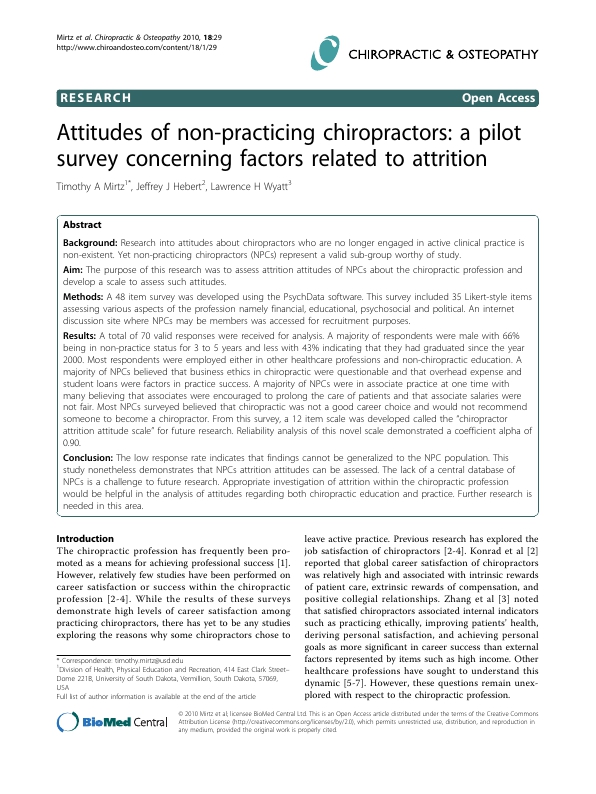 Mirtz et al. Chiropractic & Osteopathy 2010, 18:29
http://www.chiroandosteo.com/content/18/1/29
CHIROPRACTIC & OSTEOPATHY
RESEARCH
Open Access
Attitudes of non-practicing chiropractors: a pilot
survey concerning factors related to attrition
Timothy A Mirtz1*, Jeffrey J Hebert2, Lawrence H Wyatt3
Abstract
Background: Research into attitudes about chiropractors who are no longer engaged in active clinical practice is
non-existent. Yet non-practicing chiropractors (NPCs) represent a valid sub-group worthy of study.
Aim: The purpose of this research was to assess attrition attitudes of NPCs about the chiropractic profession and
develop a scale to assess such attitudes.
Methods: A 48 item survey was developed using the PsychData software. This survey included 35 Likert-style items
assessing various aspects of the profession namely financial, educational, psychosocial and political. An internet
discussion site where NPCs may be members was accessed for recruitment purposes.
Results: A total of 70 valid responses were received for analysis. A majority of respondents were male with 66%
being in non-practice status for 3 to 5 years and less with 43% indicating that they had graduated since the year
2000. Most respondents were employed either in other healthcare professions and non-chiropractic education. A
majority of NPCs believed that business ethics in chiropractic were questionable and that overhead expense and
student loans were factors in practice success. A majority of NPCs were in associate practice at one time with
many believing that associates were encouraged to prolong the care of patients and that associate salaries were
not fair. Most NPCs surveyed believed that chiropractic was not a good career choice and would not recommend
someone to become a chiropractor. From this survey, a 12 item scale was developed called the "chiropractor
attrition attitude scale" for future research. Reliability analysis of this novel scale demonstrated a coefficient alpha of
0.90.
Conclusion: The low response rate indicates that findings cannot be generalized to the NPC population. This
study nonetheless demonstrates that NPCs attrition attitudes can be assessed. The lack of a central database of
NPCs is a challenge to future research. Appropriate investigation of attrition within the chiropractic profession
would be helpful in the analysis of attitudes regarding both chiropractic education and practice. Further research is
needed in this area.
Introduction
The chiropractic profession has frequently been pro-
moted as a means for achieving professional success [1].
However, relatively few studies have been performed on
career satisfaction or success within the chiropractic
profession [2-4]. While the results of these surveys
demonstrate high levels of career satisfaction among
practicing chiropractors, there has yet to be any studies
exploring the reasons why some chiropractors chose to
* Correspondence: timothy.mirtz@usd.edu
1Division of Health, Physical Education and Recreation, 414 East Clark Street–
Dome 221B, University of South Dakota, Vermillion, South Dakota, 57069,
USA
Full list of author information is available at the end of the article
leave active practice. Previous research has explored the
job satisfaction of chiropractors [2-4]. Konrad et al [2]
reported that global career satisfaction of chiropractors
was relatively high and associated with intrinsic rewards
of patient care, extrinsic rewards of compensation, and
positive collegial relationships. Zhang et al [3] noted
that satisfied chiropractors associated internal indicators
such as practicing ethically, improving patients' health,
deriving personal satisfaction, and achieving personal
goals as more significant in career success than external
factors represented by items such as high income. Other
healthcare professions have sought to understand this
dynamic [5-7]. However, these questions remain unex-
plored with respect to the chiropractic profession.
BioMed Central
© 2010 Mirtz et al; licensee BioMed Central Ltd. This is an Open Access article distributed under the terms of the Creative Commons
Attribution License (http://creativecommons.org/licenses/by/2.0), which permits unrestricted use, distribution, and reproduction in
any medium, provided the original work is properly cited.